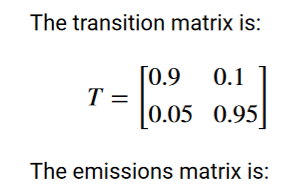 The transition matrix is:
T = [0.9 0.1
0.05 0.95]
The emissions matrix is: